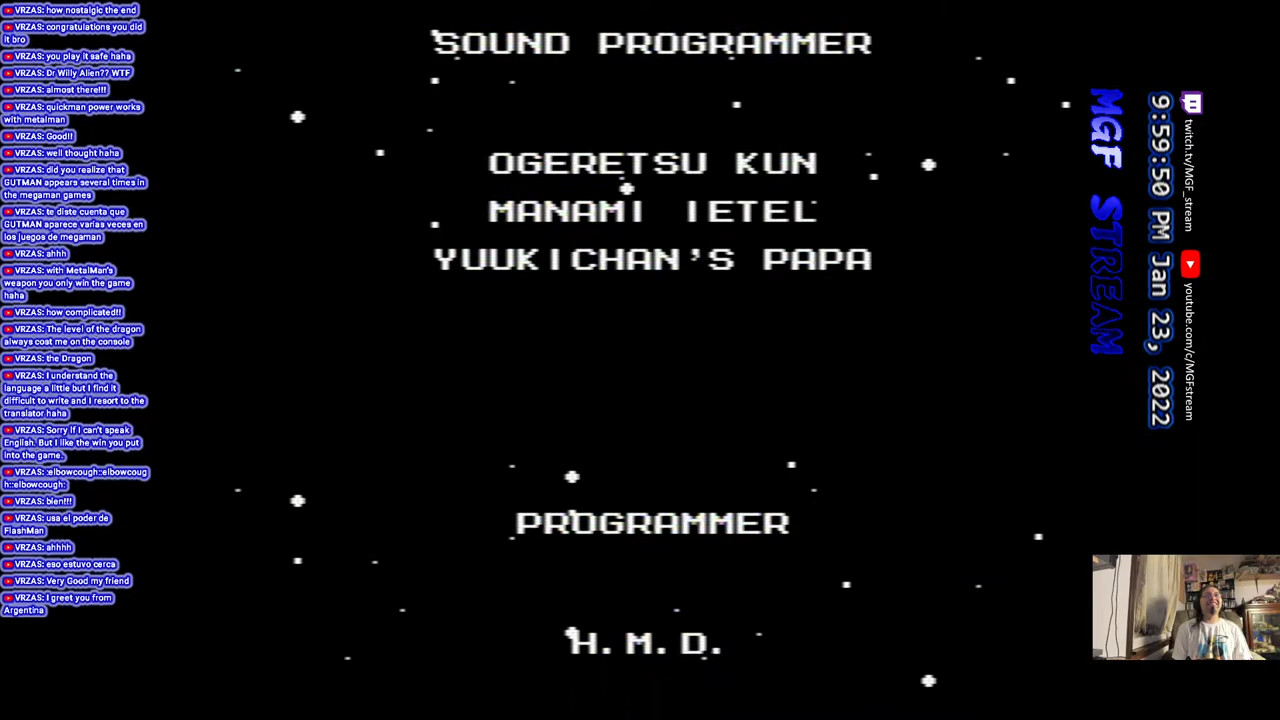 VRZAS: how nostalgic the end
VRZAS: congratulations you did
it bro
VRZAS: you play it safe haha
VRZAS: Dr Willy Alien?? WTF
VRZAS: almost there!!!
VRZAS: quickman power works
with metalman
VRZAS: Good!!
VRZAS: well thought haha
VRZAS: did you realize that
GUTMAN appears several times in
the megaman games
VRZAS: te diste cuenta que
GUTMAN aparece varias veces en
los juegos de megaman
VRZAS: ahhh
VRZAS: with MetalMan's
weapon you only win the game
haha
VRZAS: how complicated!!
VRZAS: The level of the dragon
always cost me on the console
VRZAS: the Dragon
VRZAS: I understand the
language a little but I find it
difficult to write and I resort to the
translator haha
VRZAS: Sorry if I can't speak
English. But I like the win you put
into the game.
VRZAS: :elbowcough::elbowcoug
h::elbowcough:
VRZAS: bien!!!
VRZAS: usa el poder de
FlashMan
VRZAS: ahhhh
VRZAS: eso estuvo cerca
VRZAS: Very Good my friend
VRZAS: I greet you from
Argentina
SOUND PROGRAMMER
OGERETSU KUN
MANAMI IETEL
YUUKICHAN'S PAPA
PROGRAMMER
H.M.D.
twitch.tv/MGF_stream
youtube.com/c/MGFstream
9:59:50 PM Jan 23, 2022
MGF STREAM